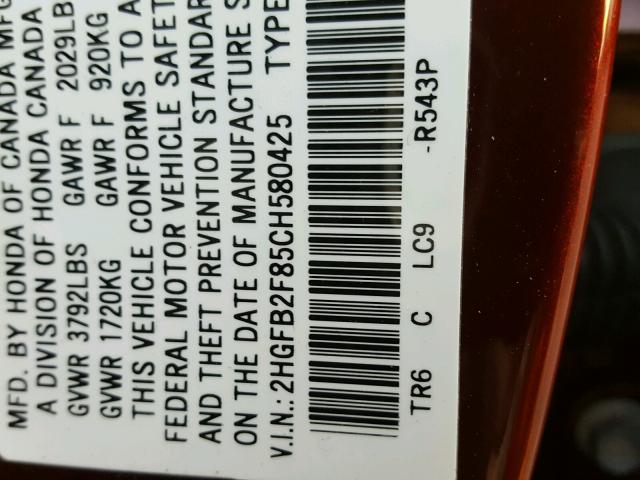 MFD. BY HONDA OF CANADA MFG
A DIVISION OF HONDA CANADA
GVWR 3792LBS GAWR F 2029LB
GVWR 1720KG GAWR F 920KG
THIS VEHICLE CONFORMS TO A
FEDERAL MOTOR VEHICLE SAFET
AND THEFT PREVENTION STANDAR
ON THE DATE OF MANUFACTURE S
V.I.N.:2HGFB2F85CH580425 TYPE
TR6 C LC9 -R543P